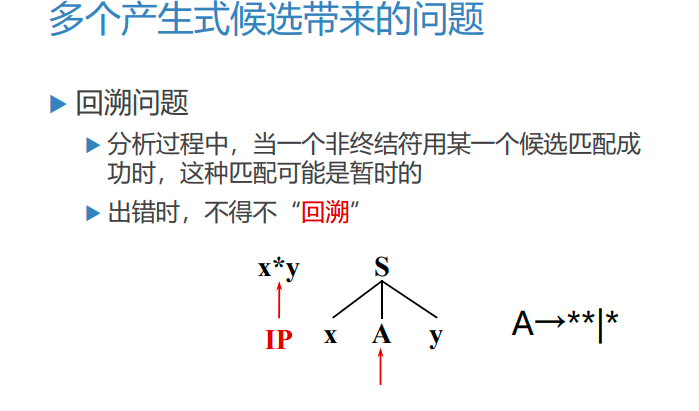 多个产生式候选带来的问题
回溯问题
分析过程中，当一个非终结符用某一个候选匹配成
功时，这种匹配可能是暂时的
出错时，不得不“回溯”
x*y
S
A→**|*
IP
x
A
y